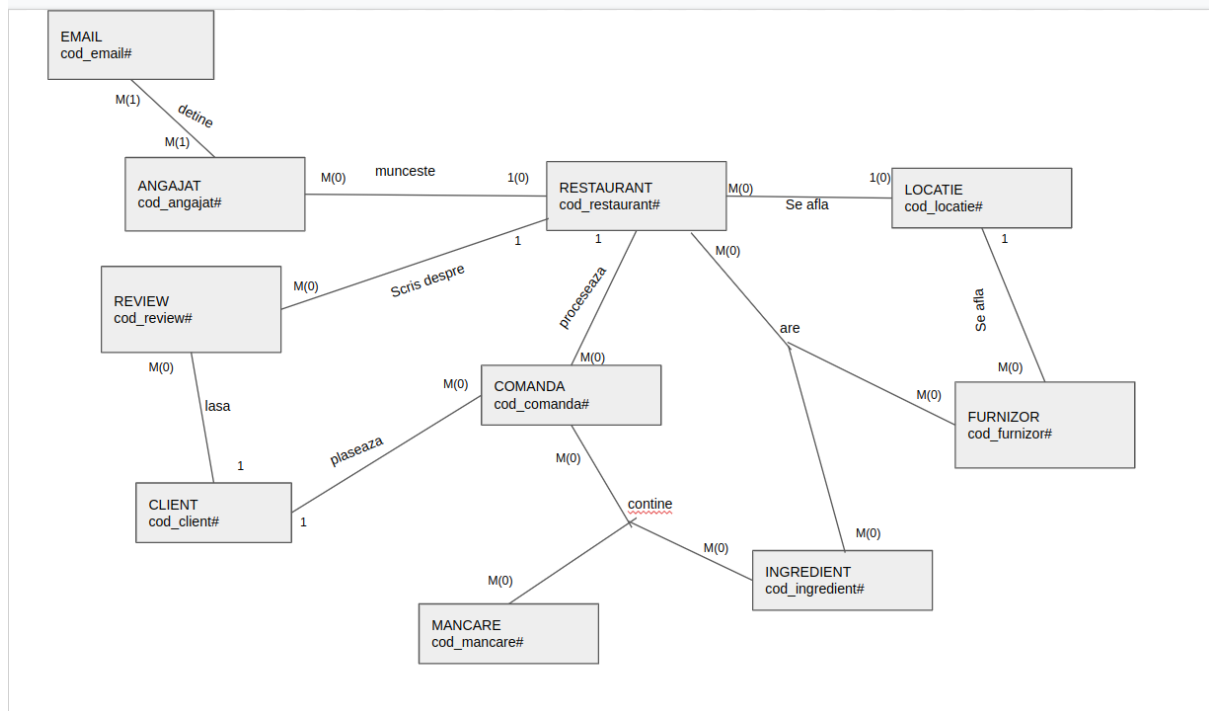 EMAIL
cod_email#
M(1)
detine
M(1)
ANGAJAT
cod_angajat#
M(0)
munceste
1(0)
RESTAURANT
cod_restaurant#
M(0)
Se afla
1(0)
LOCATIE
cod_locatie#
1
1
M(0)
1
REVIEW
cod_review#
M(0)
Scris despre
proceseaza
Se afla
are
M(0)
lasa
M(0)
M(0)
COMANDA
cod_comanda#
M(0)
M(0)
FURNIZOR
cod_furnizor#
plaseaza
M(0)
1
CLIENT
cod_client#
1
contine
M(0)
M(0)
INGREDIENT
cod_ingredient#
M(0)
MANCARE
cod_mancare#